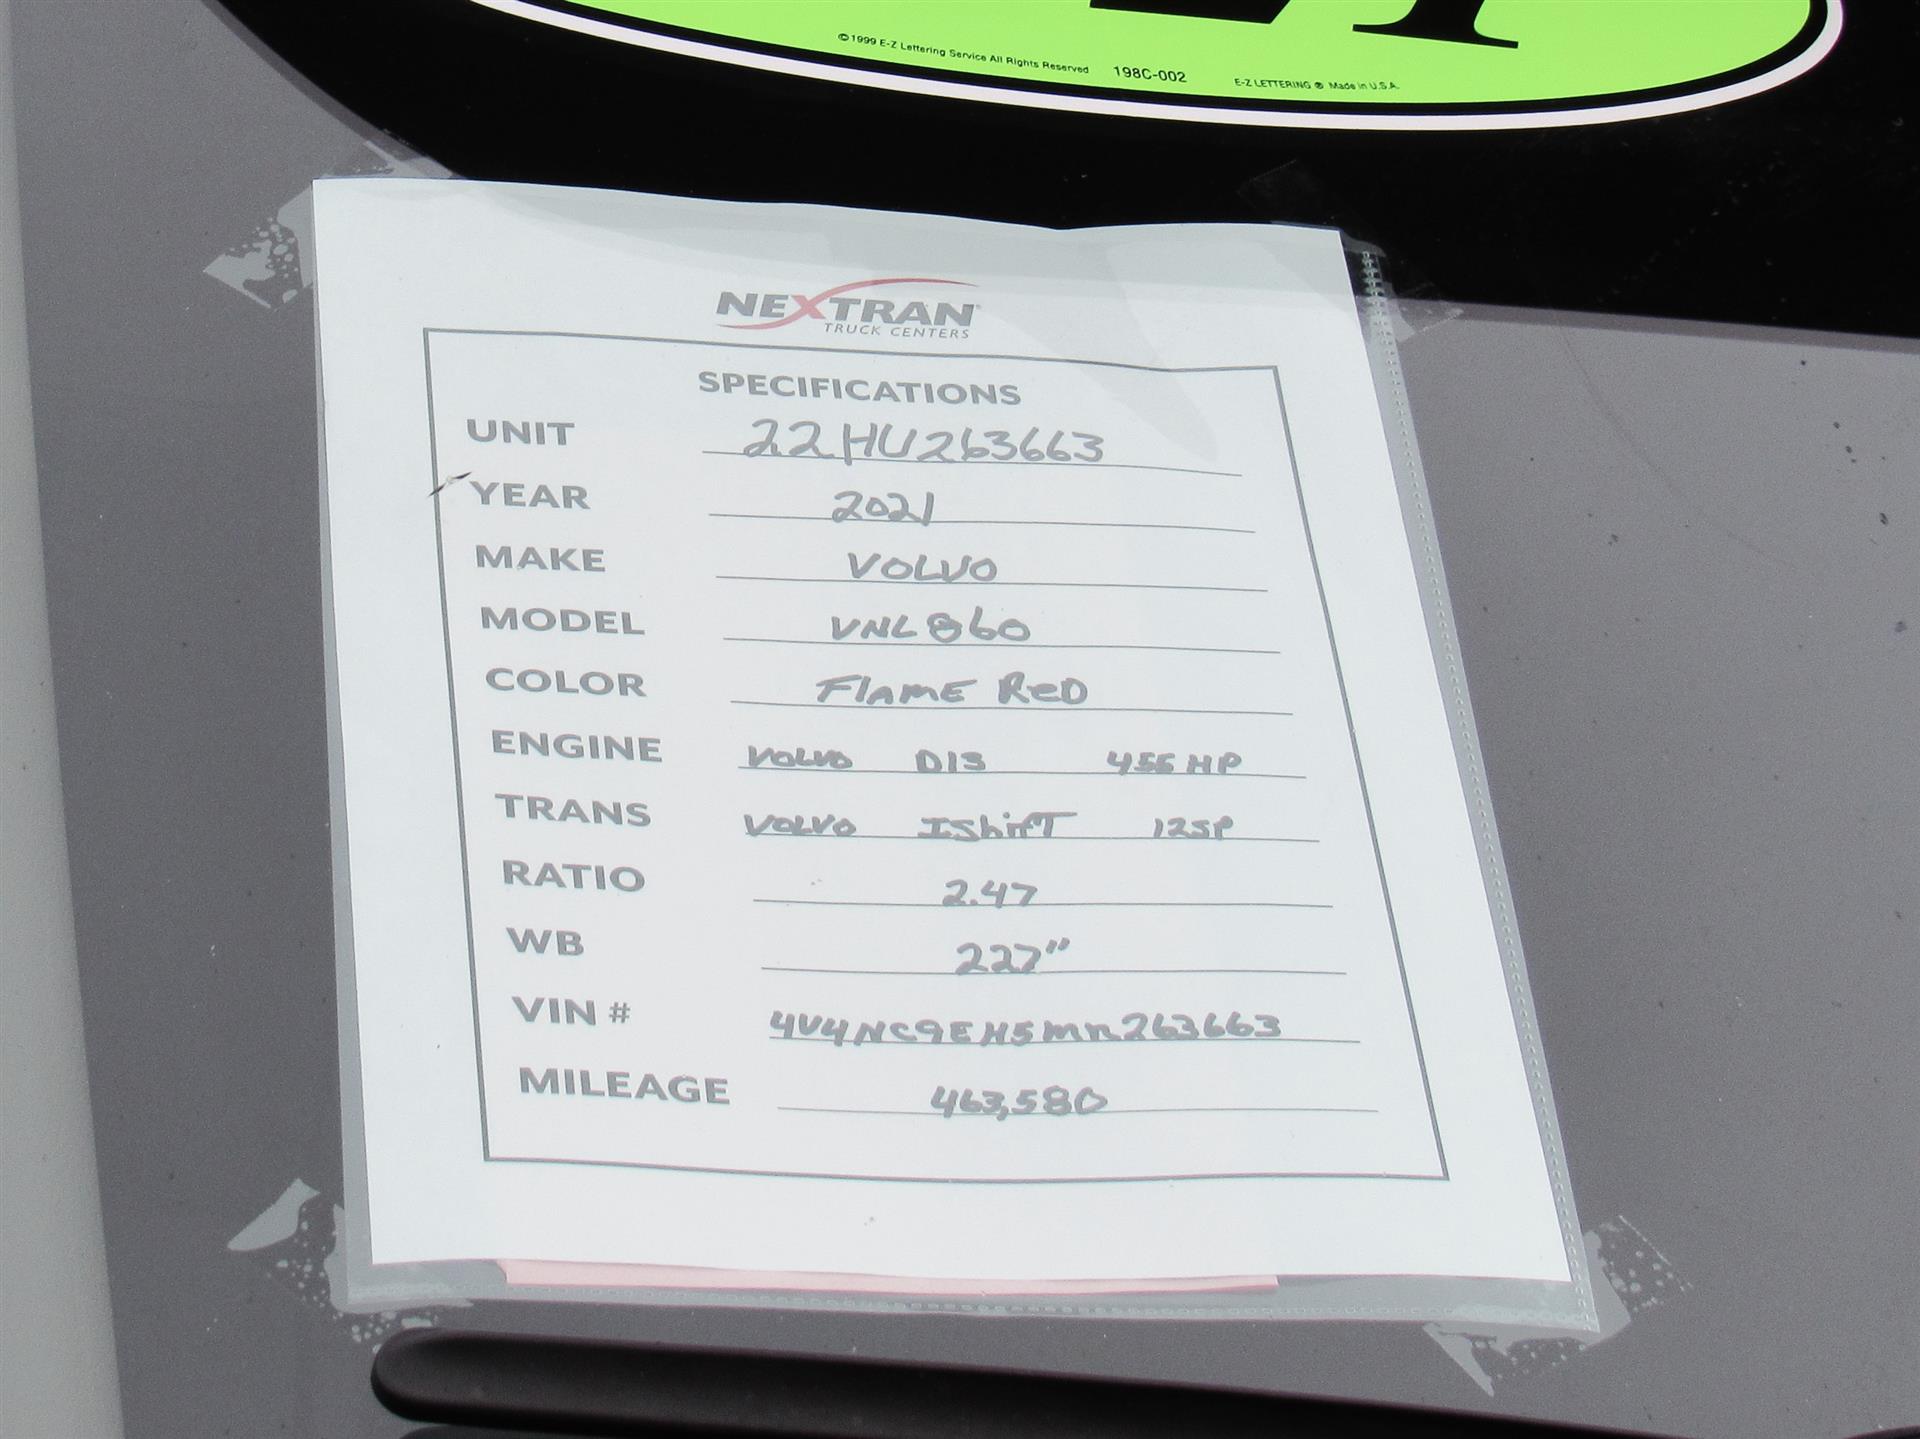 ©1999 E-Z Lettering Service All Rights Reserved 198C-002 E-Z LETTERING ® Made in U.S.A.
NEXTRAN
TRUCK CENTERS
SPECIFICATIONS
UNIT 22HU263663
YEAR 2021
MAKE VOLVO
MODEL VNL860
COLOR FLAME ReD
ENGINE VOLVO D13 455 HP
TRANS VOLVO IShifT 12SP
RATIO 2.47
WB 227"
VIN # 4V4NC9EH5MN263663
MILEAGE 463,580